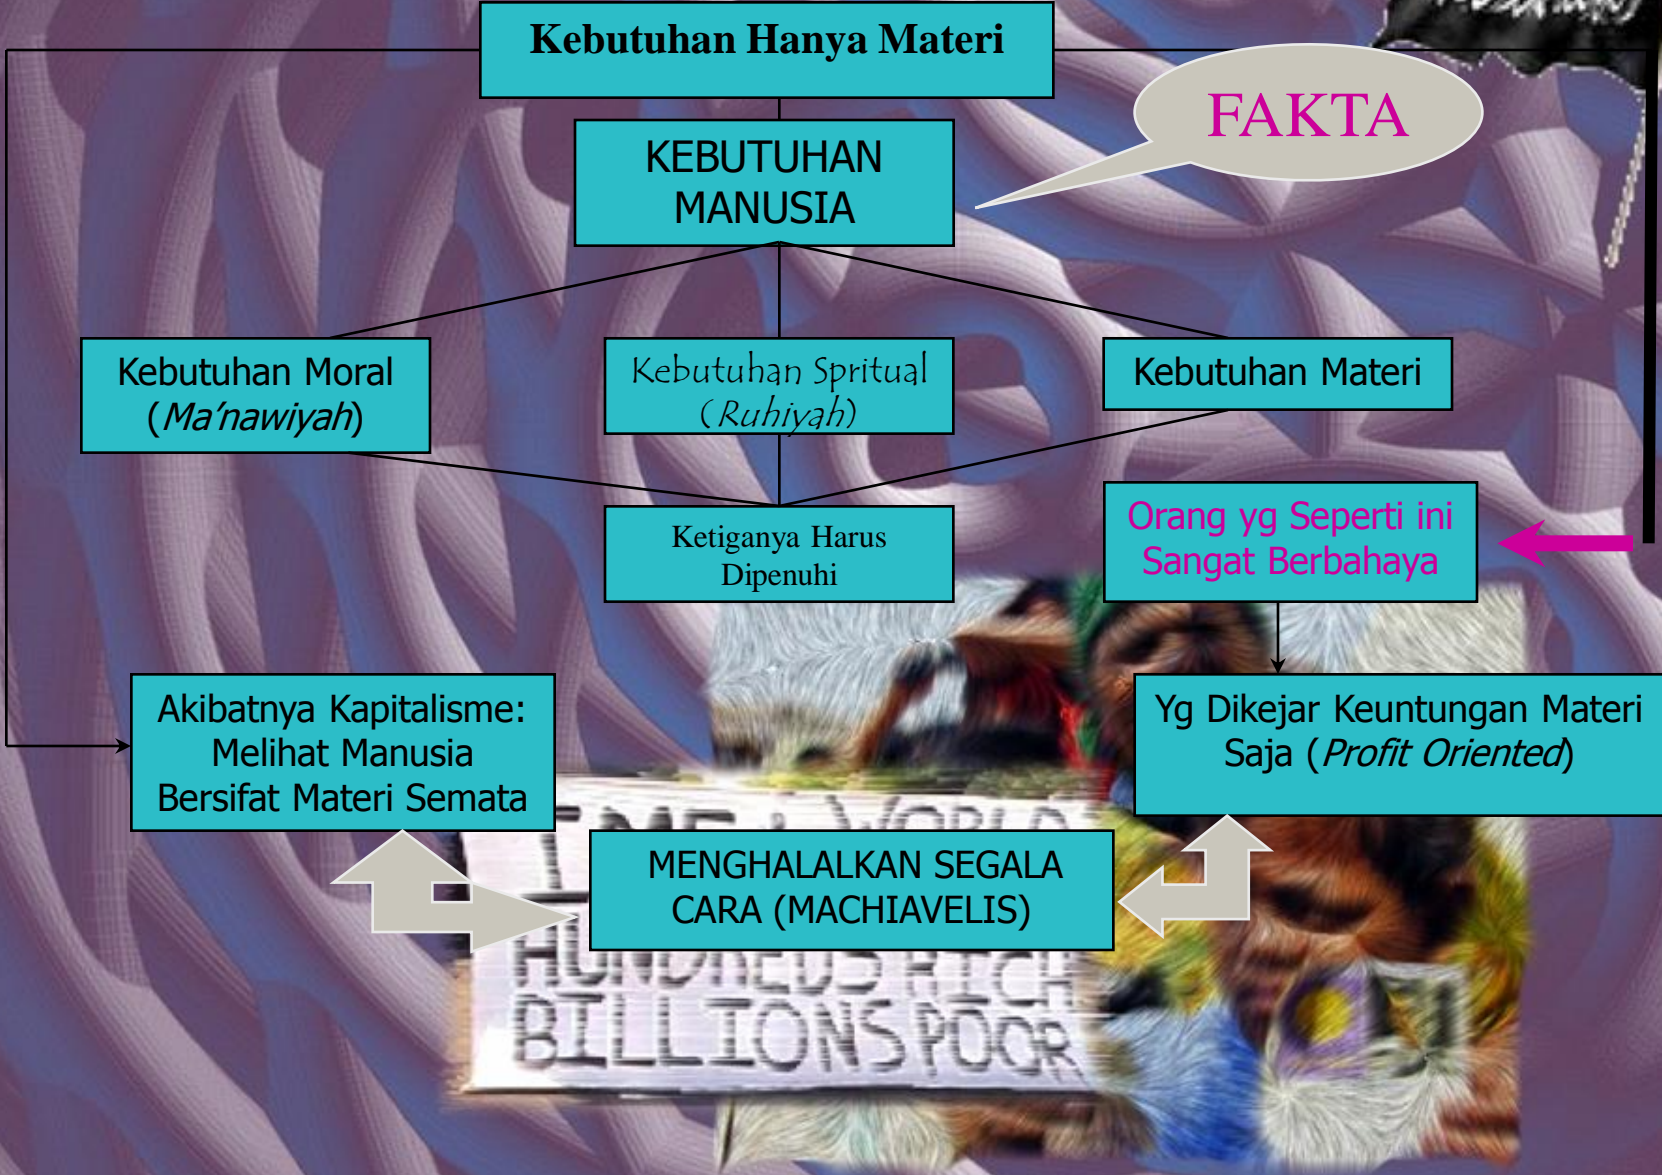 Kebutuhan Hanya Materi
FAKTA
KEBUTUHAN
MANUSIA
Kebutuhan Moral
(Ma’nawiyah)
Kebutuhan Spritual
(Ruhiyah)
Kebutuhan Materi
Ketiganya Harus
Dipenuhi
Orang yg Seperti ini
Sangat Berbahaya
Akibatnya Kapitalisme:
Melihat Manusia
Bersifat Materi Semata
Yg Dikejar Keuntungan Materi
Saja (Profit Oriented)
MENGHALALKAN SEGALA
CARA (MACHIAVELIS)
HUNDREDS RICH
BILLIONS POOR